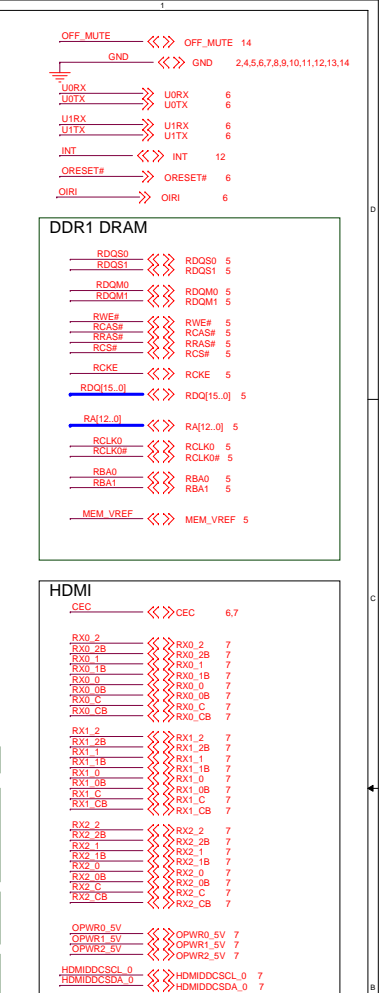 1
OFF_MUTE OFF_MUTE 14
GND GND 2,4,5,6,7,8,9,10,11,12,13,14
U0RX U0RX 6
U0TX U0TX 6
U1RX U1RX 6
U1TX U1TX 6
INT INT 12
ORESET# ORESET# 6
OIRI OIRI 6
D
DDR1 DRAM
RDQS0 RDQS0 5
RDQS1 RDQS1 5
RDQM0 RDQM0 5
RDQM1 RDQM1 5
RWE# RWE# 5
RCAS# RCAS# 5
RRAS# RRAS# 5
RCS# RCS# 5
RCKE RCKE 5
RDQ[15..0] RDQ[15..0] 5
RA[12..0] RA[12..0] 5
RCLK0 RCLK0 5
RCLK0# RCLK0# 5
RBA0 RBA0 5
RBA1 RBA1 5
MEM_VREF MEM_VREF 5
HDMI
C
CEC CEC 6,7
RX0_2 RX0_2 7
RX0_2B RX0_2B 7
RX0_1 RX0_1 7
RX0_1B RX0_1B 7
RX0_0 RX0_0 7
RX0_0B RX0_0B 7
RX0_C RX0_C 7
RX0_CB RX0_CB 7
RX1_2 RX1_2 7
RX1_2B RX1_2B 7
RX1_1 RX1_1 7
RX1_1B RX1_1B 7
RX1_0 RX1_0 7
RX1_0B RX1_0B 7
RX1_C RX1_C 7
RX1_CB RX1_CB 7
RX2_2 RX2_2 7
RX2_2B RX2_2B 7
RX2_1 RX2_1 7
RX2_1B RX2_1B 7
RX2_0 RX2_0 7
RX2_0B RX2_0B 7
RX2_C RX2_C 7
RX2_CB RX2_CB 7
OPWR0_5V OPWR0_5V 7
OPWR1_5V OPWR1_5V 7
OPWR2_5V OPWR2_5V 7
HDMIDDCSCL_0 HDMIDDCSCL_0 7
HDMIDDCSDA_0 HDMIDDCSDA_0 7
B